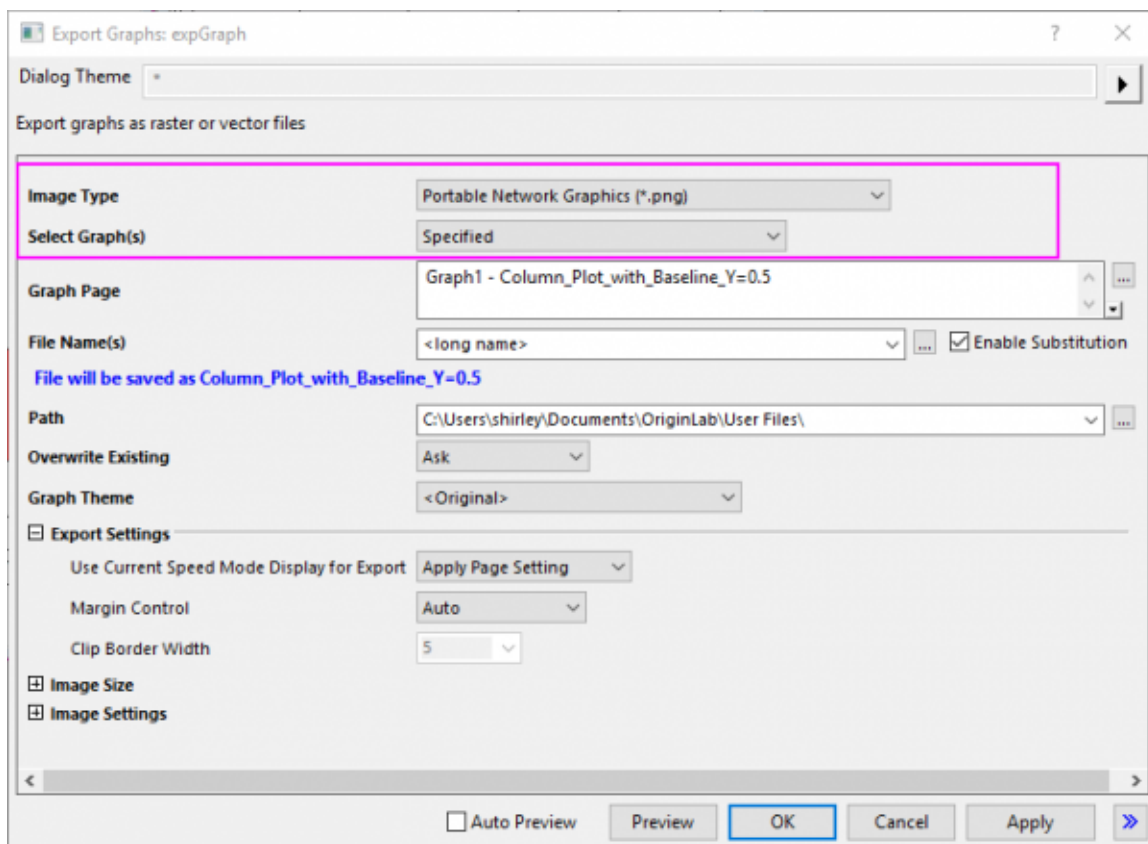 Export Graphs: expGraph ?
Dialog Theme *
Export graphs as raster or vector files
Image Type Portable Network Graphics (*.png)
Select Graph(s) Specified
Graph Page Graph1 - Column_Plot_with_Baseline_Y=0.5 ...
File Name(s) <long name> ... Enable Substitution
File will be saved as Column_Plot_with_Baseline_Y=0.5
Path C:\Users\shirley\Documents\OriginLab\User Files\ ...
Overwrite Existing Ask
Graph Theme <Original>
Export Settings
Use Current Speed Mode Display for Export Apply Page Setting
Margin Control Auto
Clip Border Width 5
Image Size
Image Settings
Auto Preview Preview OK Cancel Apply